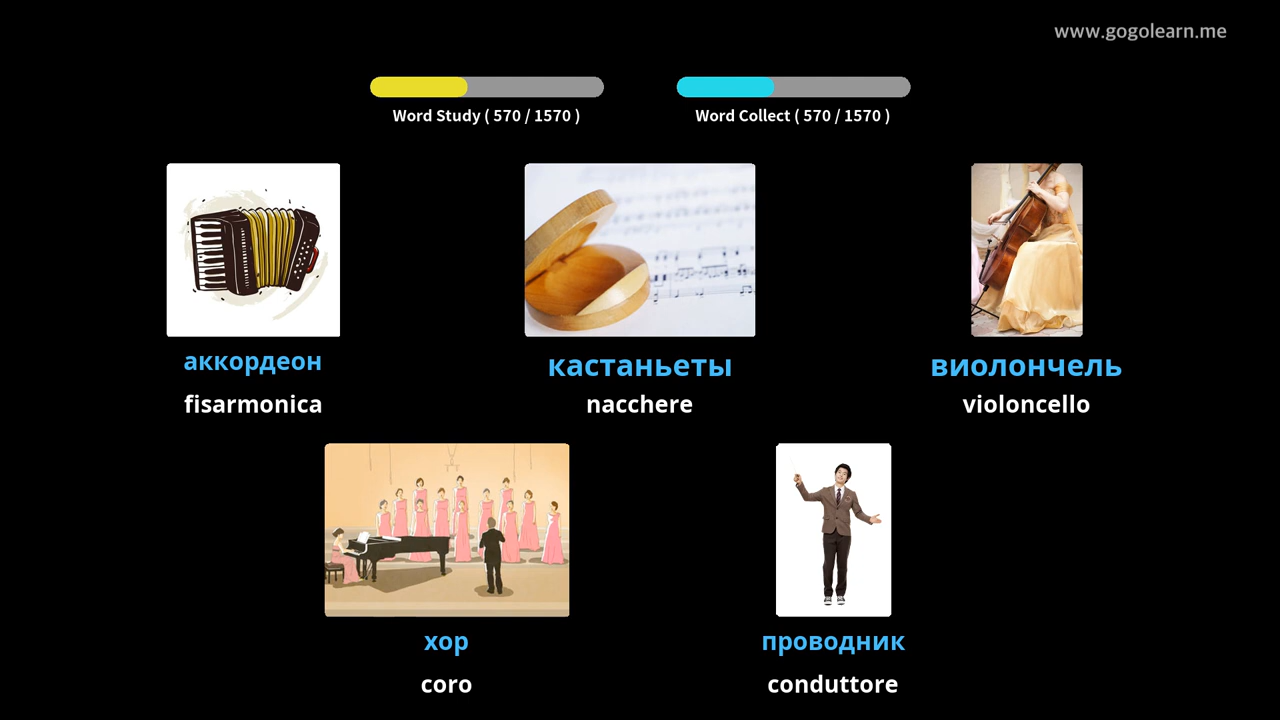 www.gogolearn.me
Word Study ( 570 / 1570 )
Word Collect ( 570 / 1570 )
аккордеон
кастаньеты
виолончель
fisarmonica
nacchere
violoncello
хор
проводник
coro
conduttore